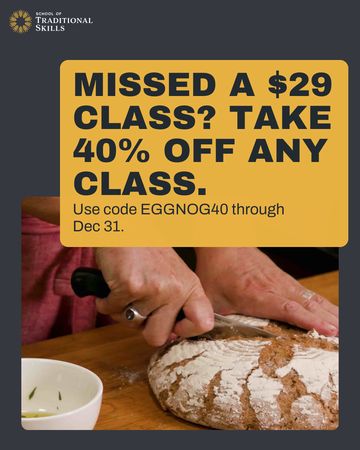 SCHOOL OF
TRADITIONAL
SKILLS
MISSED A $29
CLASS? TAKE
40% OFF ANY
CLASS.
Use code EGGNOG40 through
Dec 31.